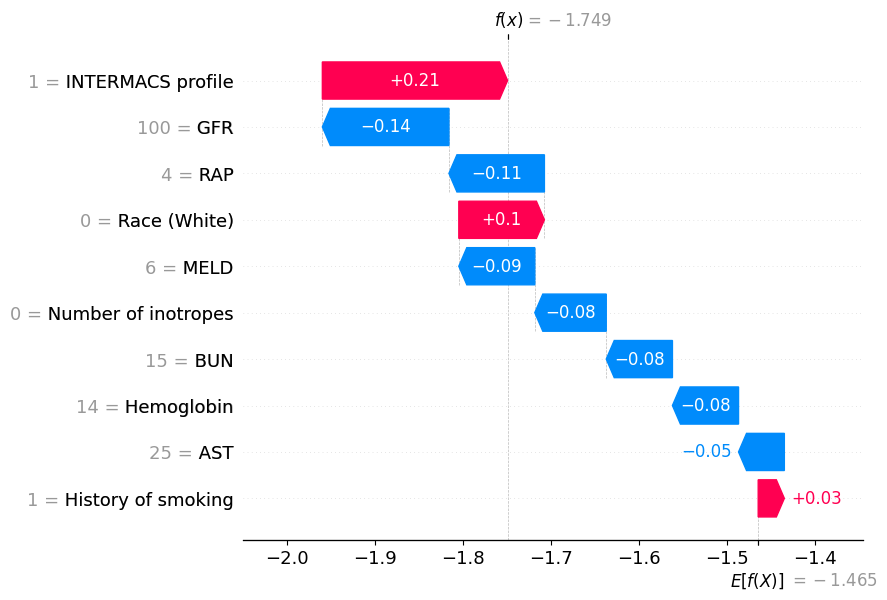 f(x) = −1.749
1 = INTERMACS profile
+0.21
100 = GFR
−0.14
4 = RAP
−0.11
0 = Race (White)
+0.1
6 = MELD
−0.09
0 = Number of inotropes
−0.08
15 = BUN
−0.08
14 = Hemoglobin
−0.08
25 = AST
−0.05
1 = History of smoking
+0.03
−2.0 −1.9 −1.8 −1.7 −1.6 −1.5 −1.4
E[f(X)] = −1.465